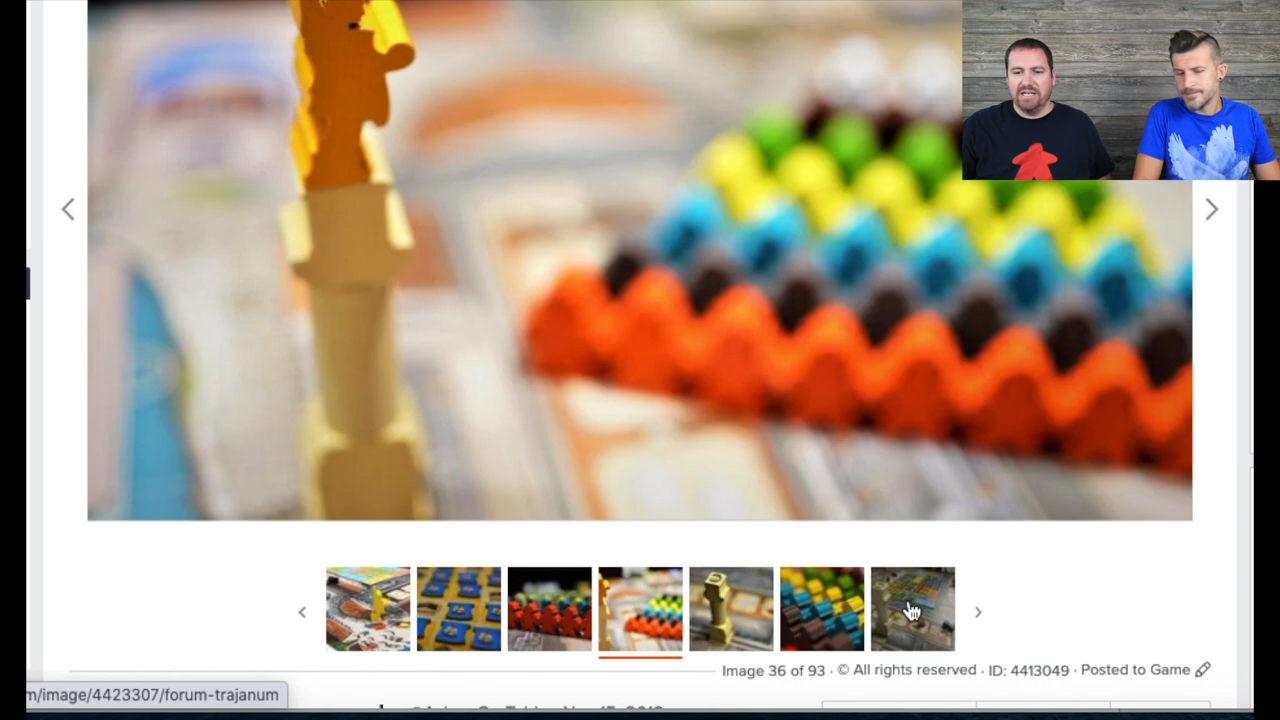 Image 36 of 93 · © All rights reserved · ID: 4413049 · Posted to Game
m/image/4423307/forum-trajanum